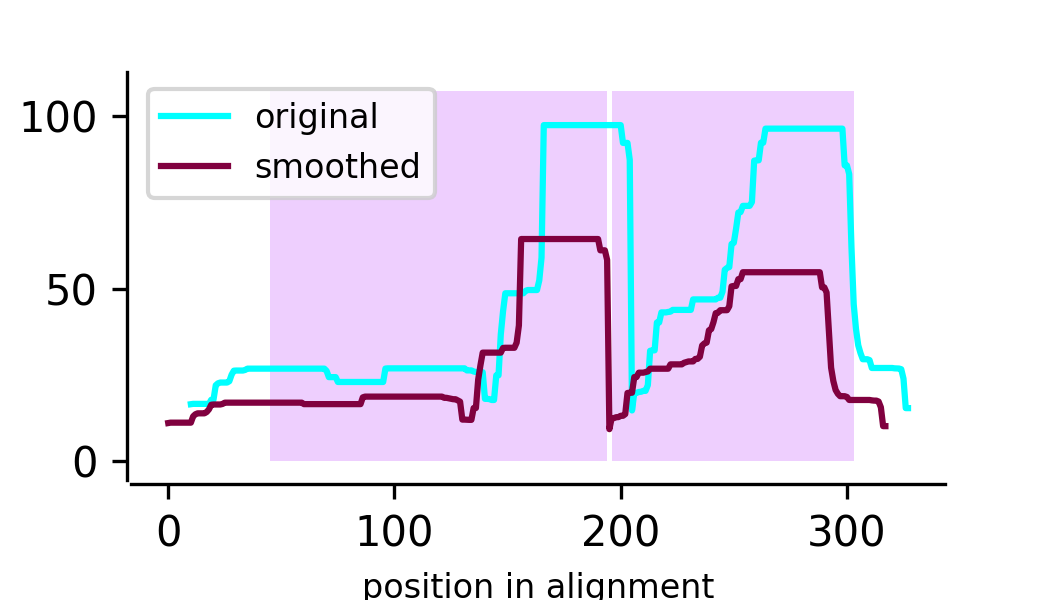 100
50
0
original
smoothed
0 100 200 300
position in alignment